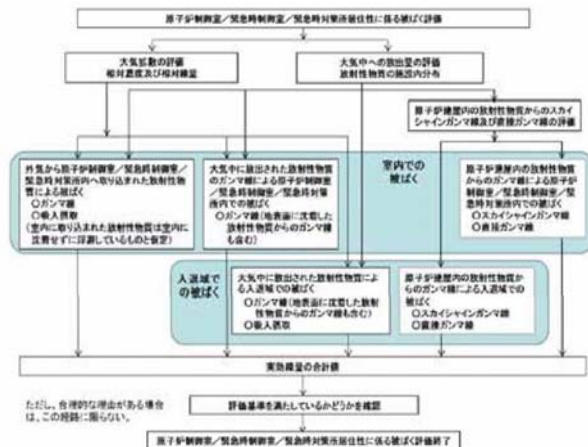 原子炉制御室／緊急時制御室／緊急時対策所居住性に係る被ばく評価
大気拡散の評価
相対濃度及び相対線量
大気中への放出量の評価
放射性物質の施設内分布
原子炉建屋内の放射性物質からのスカイ
シャインガンマ線及び直接ガンマ線の評価
室内での
被ばく
外気から原子炉制御室／緊急時制御室／
緊急時対策所内へ取り込まれた放射性物
質による被ばく
○ガンマ線
○吸入摂取
(室内に取り込まれた放射性物質は室内に
沈着せずに浮遊しているものと仮定)
大気中に放出された放射性物質
のガンマ線による原子炉制御室
／緊急時制御室／緊急時対策
所内での被ばく
○ガンマ線(地表面に沈着した
放射性物質からのガンマ線
も含む)
原子炉建屋内の放射性物質
からのガンマ線による原子炉制
御室／緊急時制御室／緊急
時対策所内での被ばく
○スカイシャインガンマ線
○直接ガンマ線
入退域で
の被ばく
大気中に放出された放射性物質によ
る入退域での被ばく
○ガンマ線(地表面に沈着した放射
性物質からのガンマ線も含む)
○吸入摂取
原子炉建屋内の放射性物質
からのガンマ線による入退域での被
ばく
○スカイシャインガンマ線
○直接ガンマ線
実効線量の合計値
ただし、合理的な理由がある場合
は、この経路に限らない。
評価基準を満たしているかどうかを確認
原子炉制御室／緊急時制御室／緊急時対策所居住性に係る被ばく評価終了